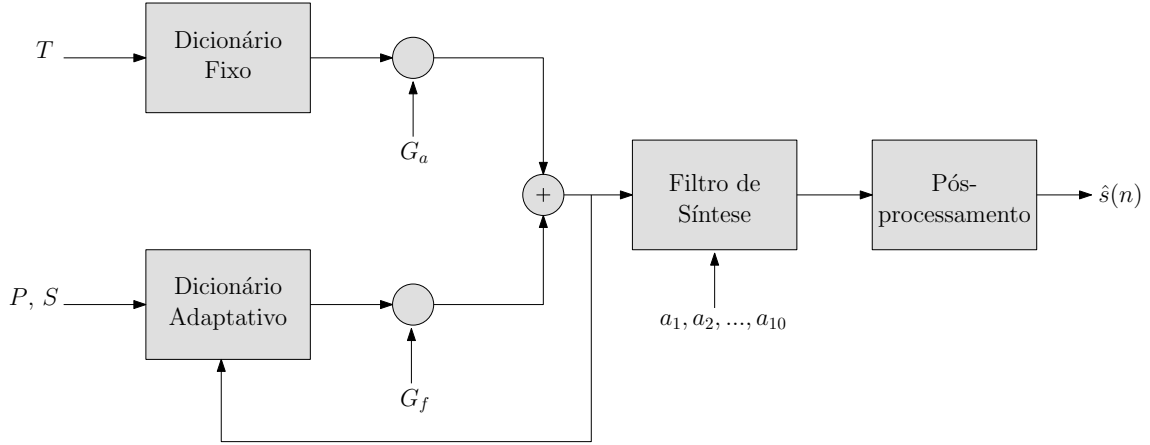 T
Dicionário
Fixo
G_a
+
Filtro de
Síntese
Pós-
processamento
ŝ(n)
P, S
Dicionário
Adaptativo
a_1, a_2, ..., a_10
G_f